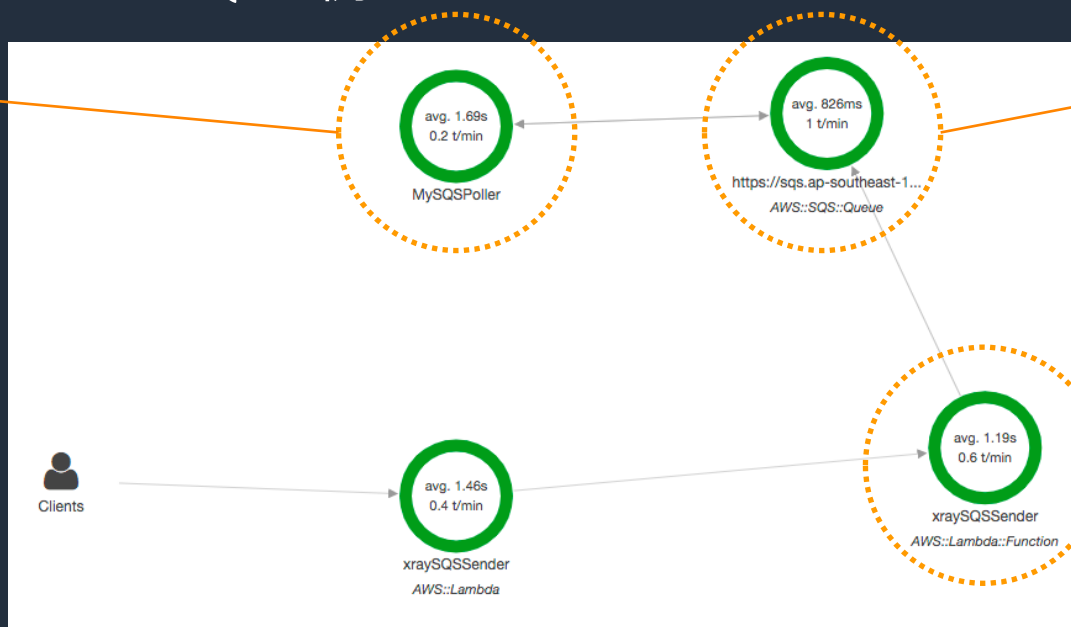 avg. 1.69s
0.2 t/min
MySQSPoller
avg. 826ms
1 t/min
https://sqs.ap-southeast-1...
AWS::SQS::Queue
Clients
avg. 1.46s
0.4 t/min
xraySQSSender
AWS::Lambda
avg. 1.19s
0.6 t/min
xraySQSSender
AWS::Lambda::Function